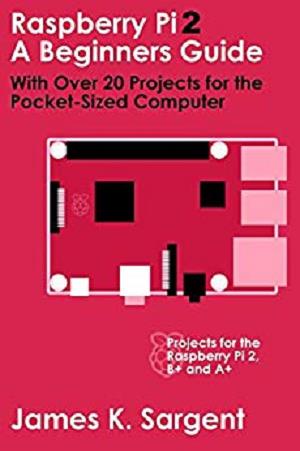 Raspberry Pi 2
A Beginners Guide
With Over 20 Projects for the
Pocket-Sized Computer
Projects for the
Raspberry Pi 2,
B+ and A+
James K. Sargent